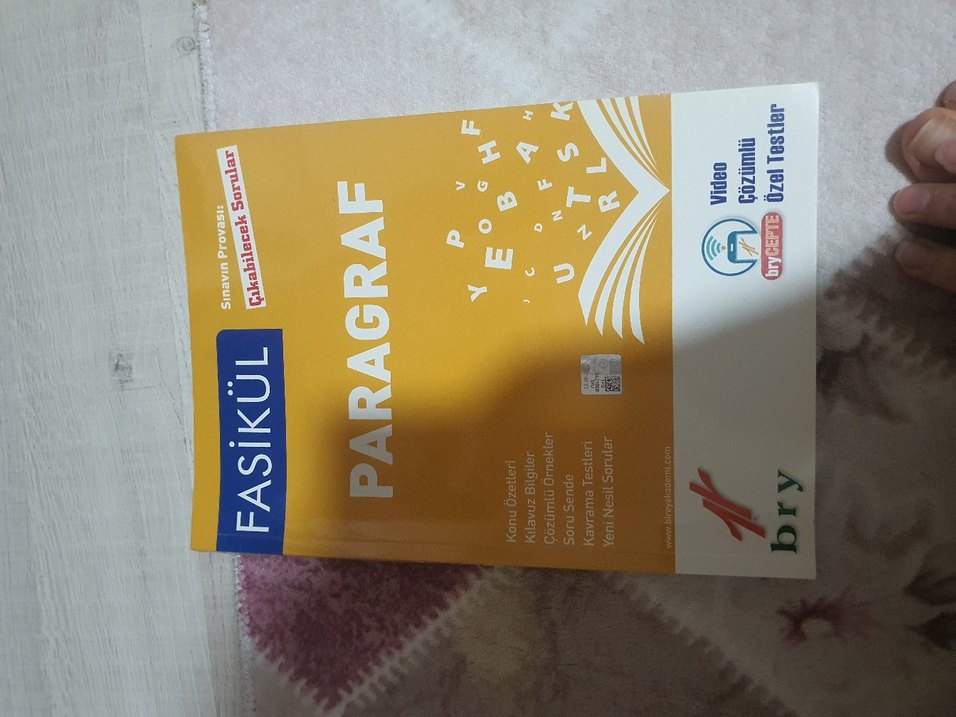 FASİKÜL
Sınavın Provası:
Çıkabilecek Sorular
PARAGRAF
Konu Özetleri
Kılavuz Bilgiler
Çözümlü Örnekler
Soru Sende
Kavrama Testleri
Yeni Nesil Sorular
www.bireyakademi.com
bry
bryCEPTE
Video
Çözümlü
Özel Testler